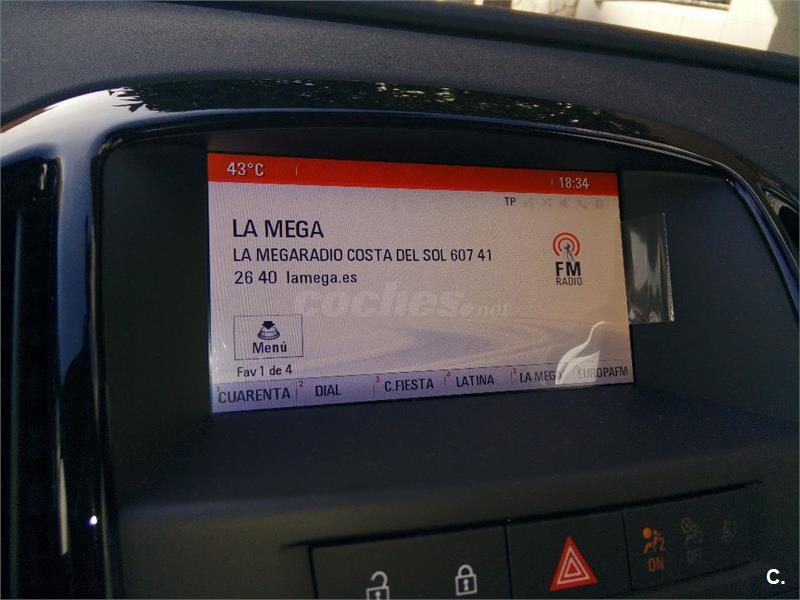 43°C
18:34
TP
LA MEGA
LA MEGARADIO COSTA DEL SOL 607 41
26 40 lamega.es
FM
RADIO
coches.net
Menú
Fav 1 de 4
1 CUARENTA 2 DIAL 3 C.FIESTA 4 LATINA 5 LA MEGA EUROPAFM
2
ON
OFF
C.